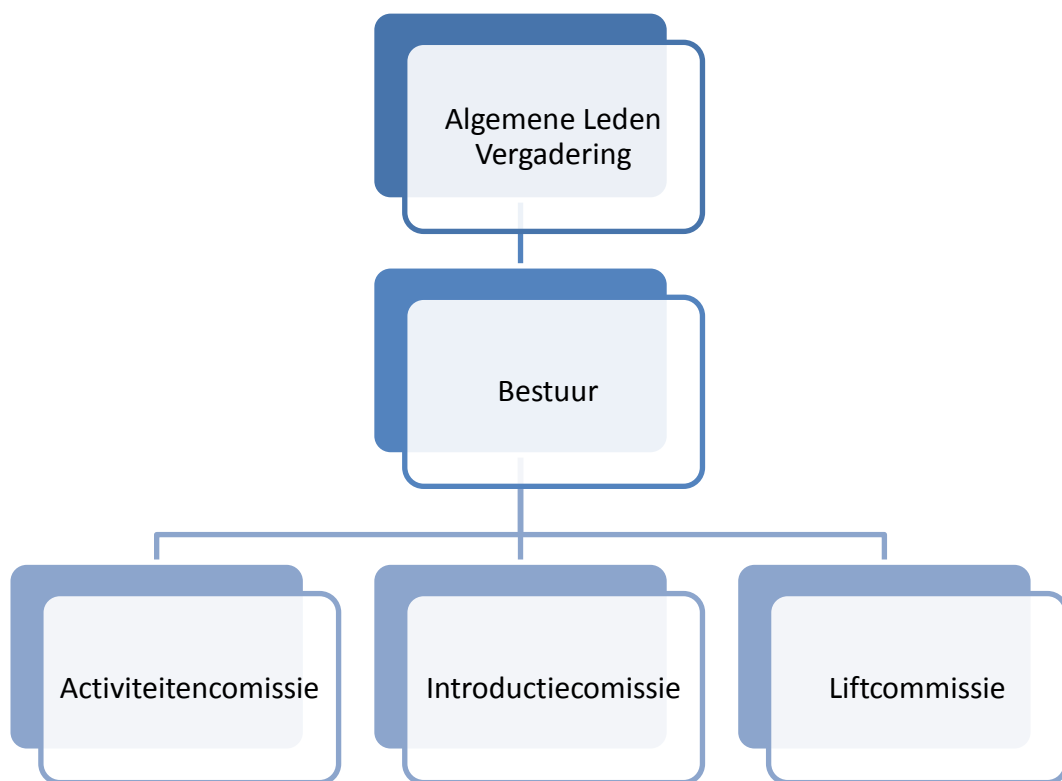 Algemene Leden
Vergadering
Bestuur
Activiteitencomissie
Introductiecomissie
Liftcommissie